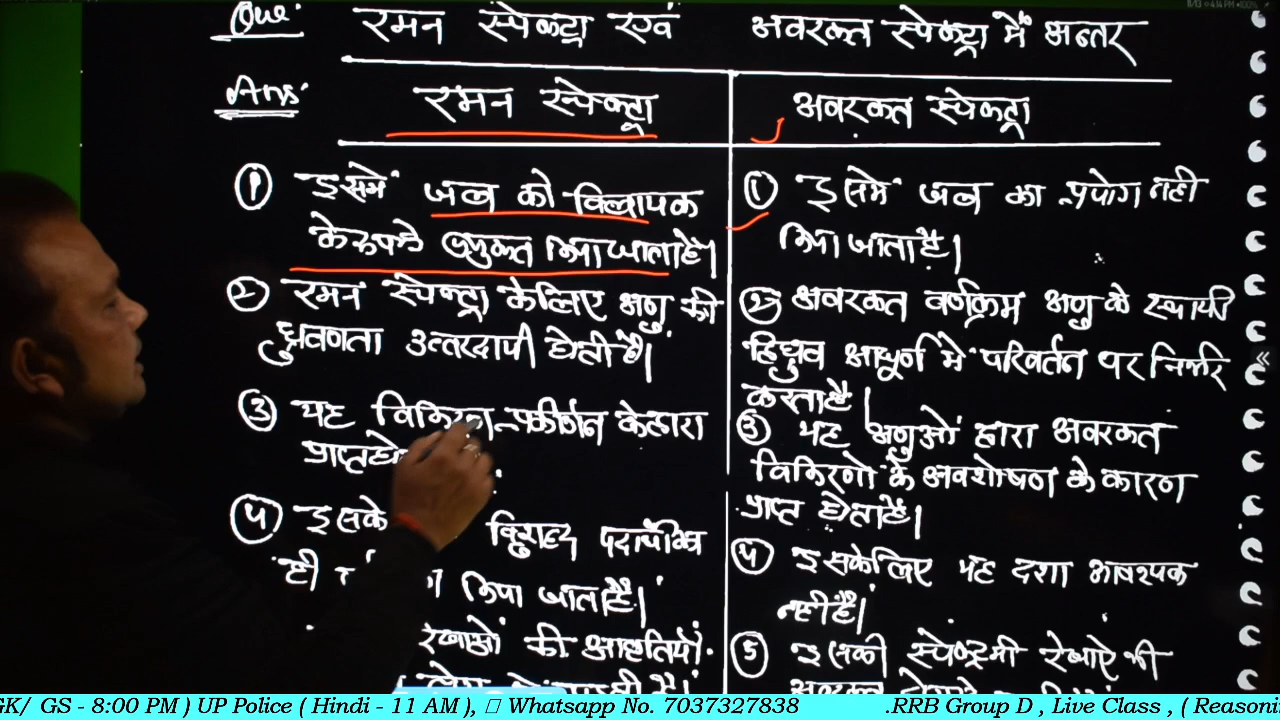 Que: रमन स्पेक्ट्रा एवं अवरक्त स्पेक्ट्रा में अन्तर
Ans: रमन स्पेक्ट्रा
① इसमें जल को विलायक
के रूप में प्रयुक्त किया जाता है।
② रमन स्पेक्ट्रा के लिए अणु की
ध्रुवणता उत्तरदायी होती है।
③ यह विकिरण प्रकीर्णन के द्वारा
प्राप्त
④ इसके शुद्ध पदार्थ
ही किया जाता है।
रेखाओं की आवृतियाँ
अवरक्त स्पेक्ट्रा
① इसमें जल का प्रयोग नही
किया जाता है।
② अवरक्त वर्णक्रम अणु के स्थायी
द्विध्रुव आघूर्ण मे परिवर्तन पर निर्भर
करता है।
③ यह अणुओं द्वारा अवरक्त
विकिरणो के अवशोषण के कारण
प्राप्त होता है।
④ इसके लिए यह दशा आवश्यक
नही है।
⑤ इसकी स्पेक्ट्रमी रेखाऐ भी
अवरक्त
GK/ GS - 8:00 PM ) UP Police ( Hindi - 11 AM ), Whatsapp No. 7037327838 .RRB Group D , Live Class , ( Reasoni